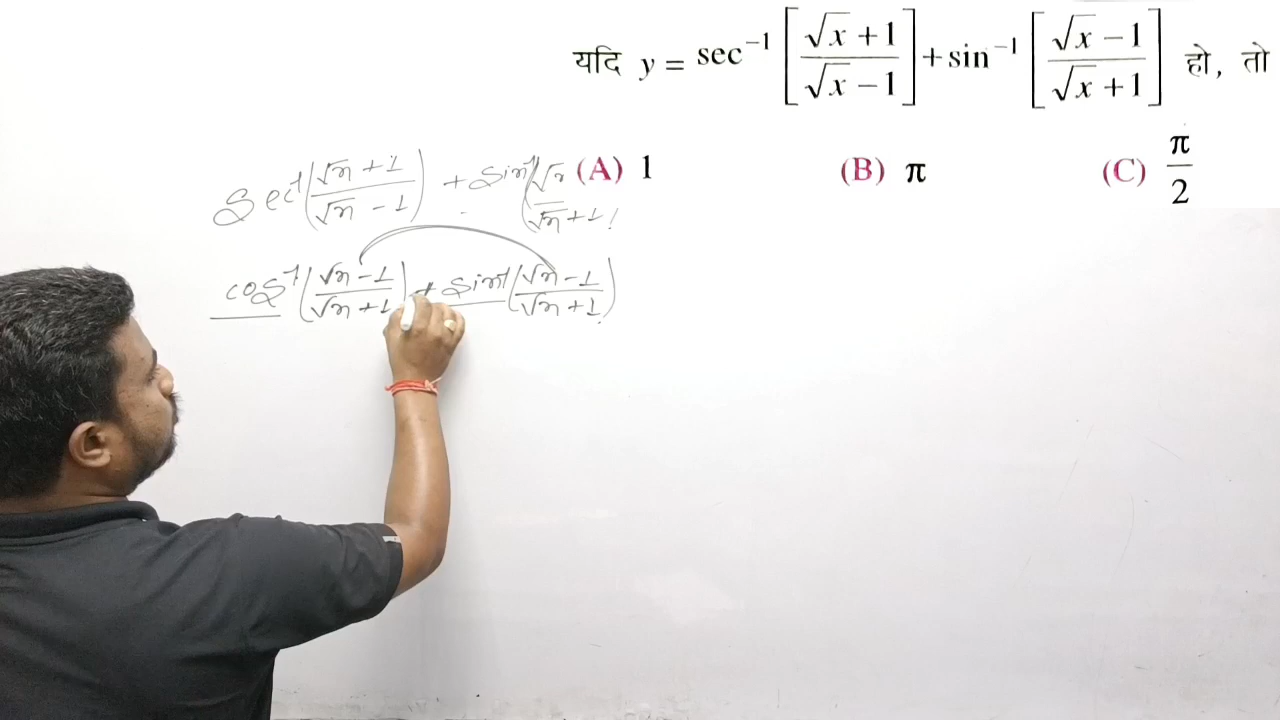 यदि y = sec⁻¹ [(√x + 1)/(√x − 1)] + sin⁻¹ [(√x − 1)/(√x + 1)] हो, तो
(A) 1 (B) π (C) π/2
sec⁻¹ ((√x + 1)/(√x − 1)) + sin⁻¹ (√x / √x + 1
cos⁻¹ ((√x − 1)/(√x + 1)) + sin⁻¹ ((√x − 1)/(√x + 1))